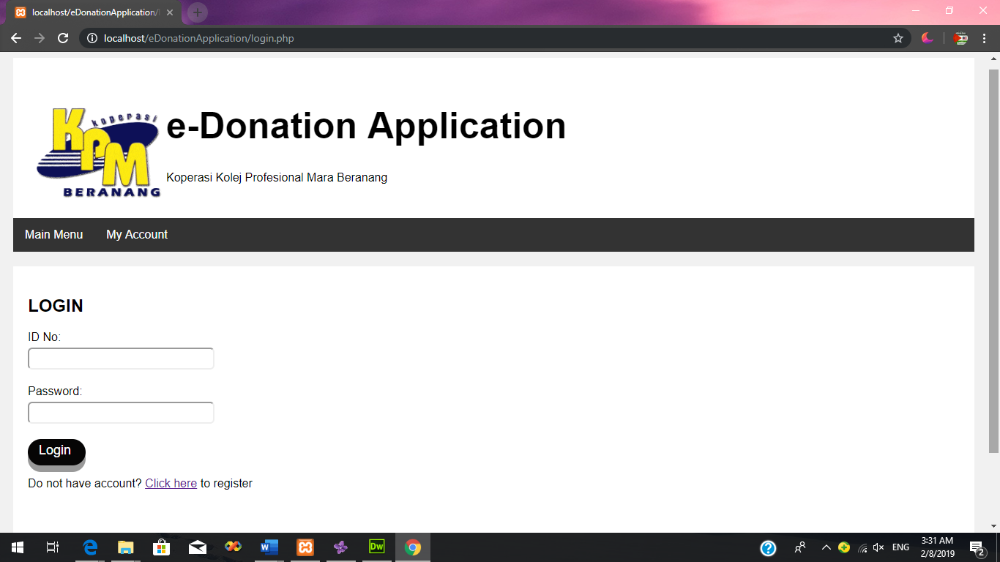 localhost/eDonationApplication/l
localhost/eDonationApplication/login.php
koperasi
KPM
BERANANG
e-Donation Application
Koperasi Kolej Profesional Mara Beranang
Main Menu My Account
LOGIN
ID No:
Password:
Login
Do not have account? Click here to register
W
Dw
ENG
3:31 AM
2/8/2019
2